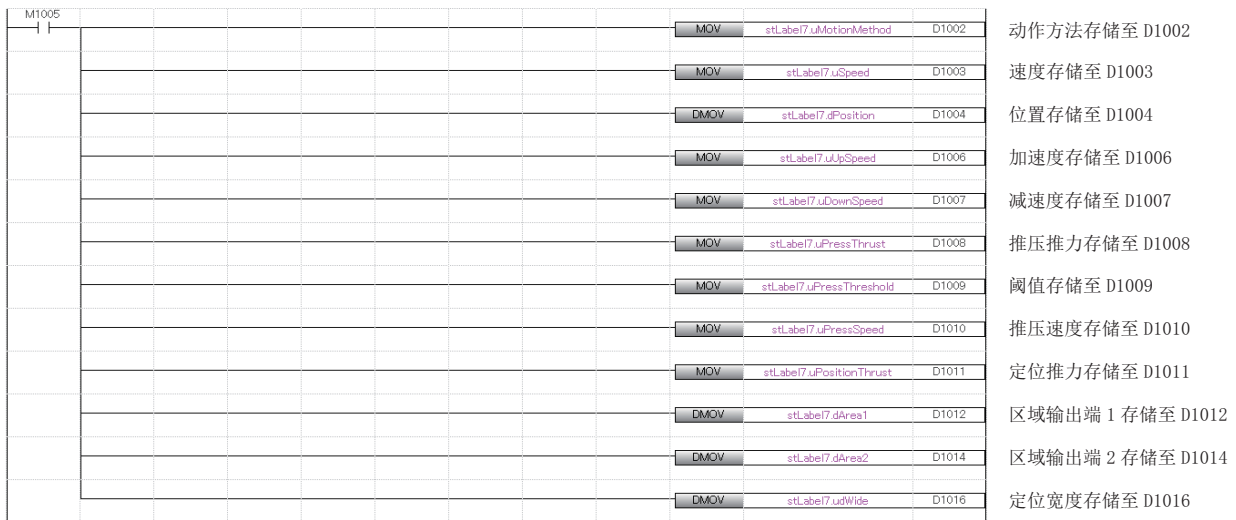 M1005
MOV stLabel7.uMotionMethod D1002 动作方法存储至 D1002
MOV stLabel7.uSpeed D1003 速度存储至 D1003
DMOV stLabel7.dPosition D1004 位置存储至 D1004
MOV stLabel7.uUpSpeed D1006 加速度存储至 D1006
MOV stLabel7.uDownSpeed D1007 减速度存储至 D1007
MOV stLabel7.uPressThrust D1008 推压推力存储至 D1008
MOV stLabel7.uPressThreshold D1009 阈值存储至 D1009
MOV stLabel7.uPressSpeed D1010 推压速度存储至 D1010
MOV stLabel7.uPositionThrust D1011 定位推力存储至 D1011
DMOV stLabel7.dArea1 D1012 区域输出端 1 存储至 D1012
DMOV stLabel7.dArea2 D1014 区域输出端 2 存储至 D1014
DMOV stLabel7.udWide D1016 定位宽度存储至 D1016